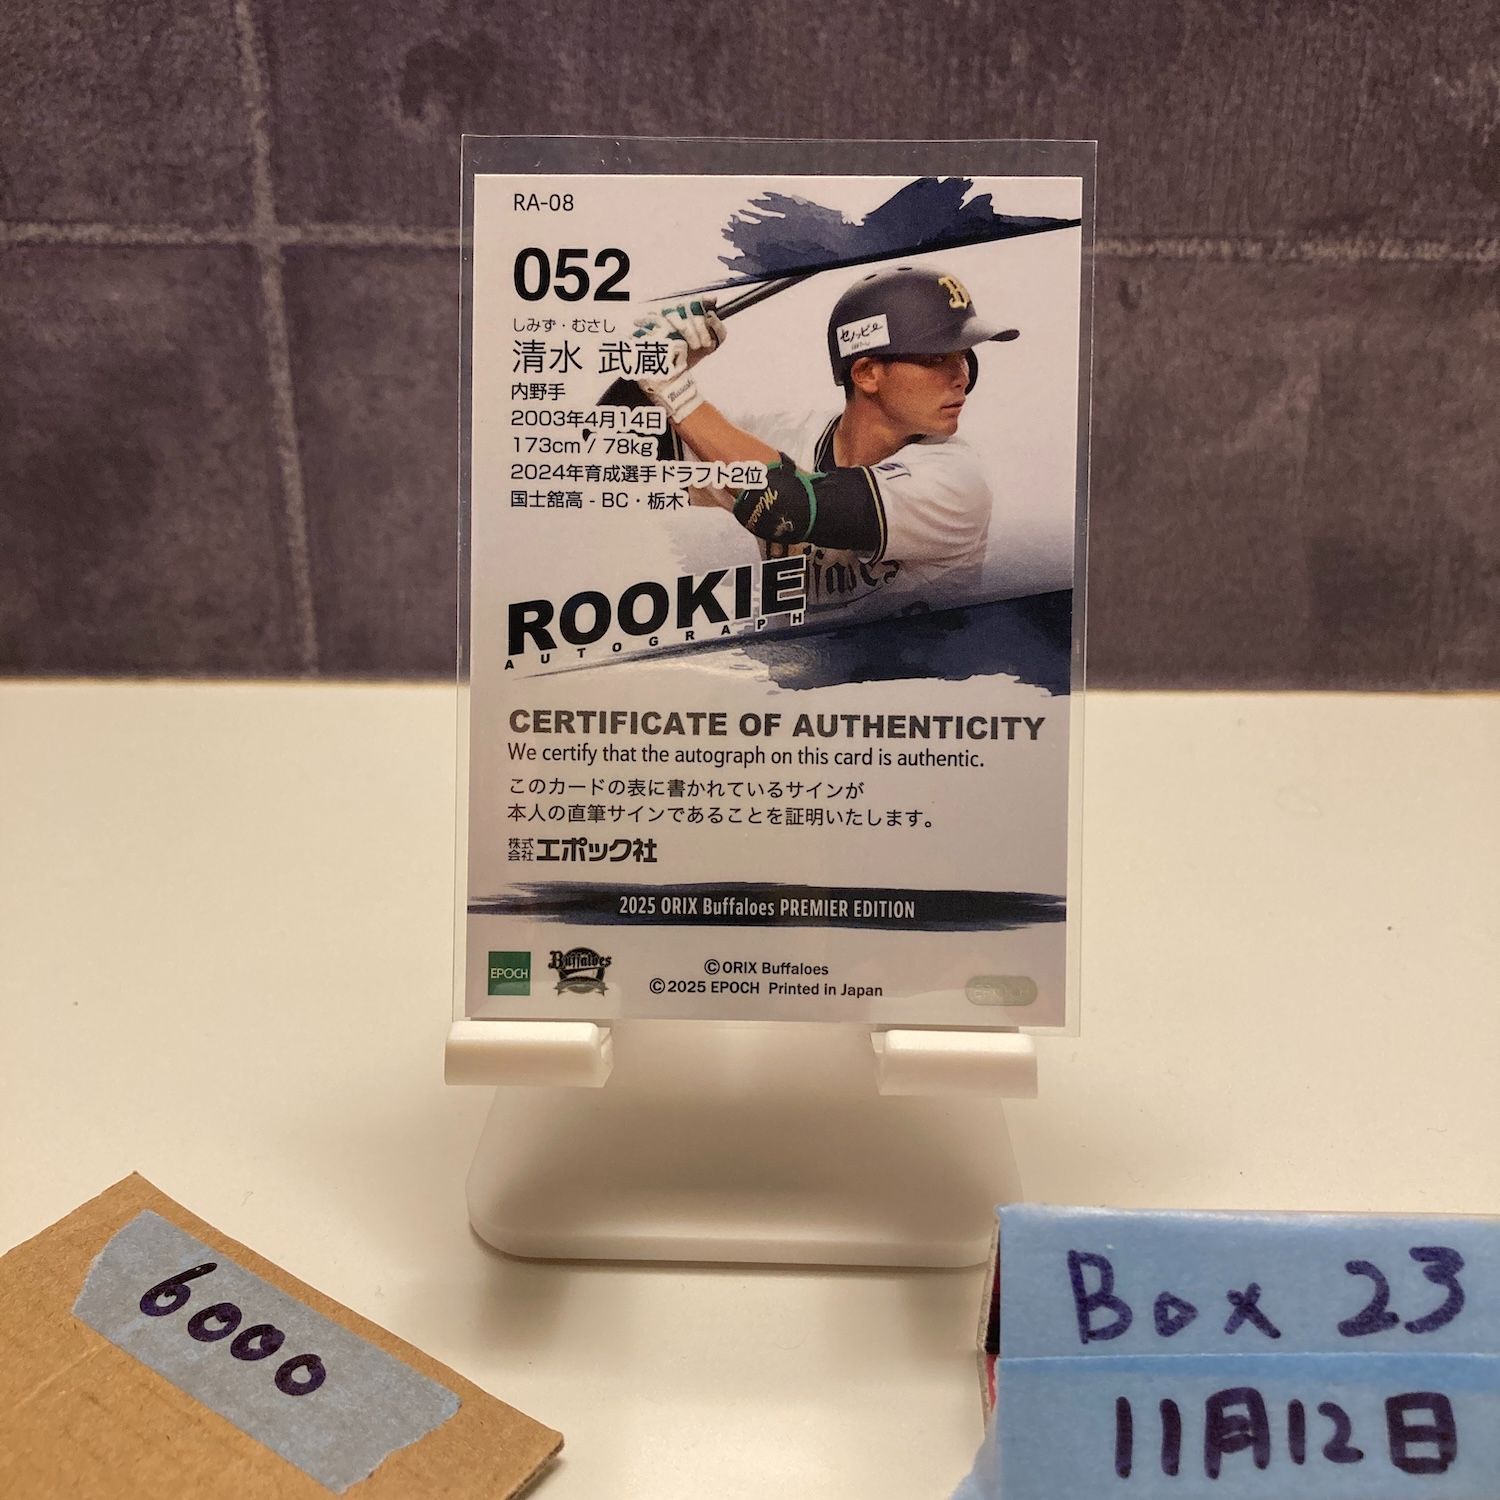 RA-08
052
しみず・むさし
清水 武蔵
内野手
2003年4月14日
173cm / 78kg
2024年育成選手ドラフト2位
国士舘高 - BC・栃木
B
セノッピー
Buffaloes
ROOKIE
AUTOGRAPH
CERTIFICATE OF AUTHENTICITY
We certify that the autograph on this card is authentic.
このカードの表に書かれているサインが
本人の直筆サインであることを証明いたします。
株式会社エポック社
2025 ORIX Buffaloes PREMIER EDITION
EPOCH
Buffaloes
©ORIX Buffaloes
©2025 EPOCH Printed in Japan
6000
Box 23
11月12日